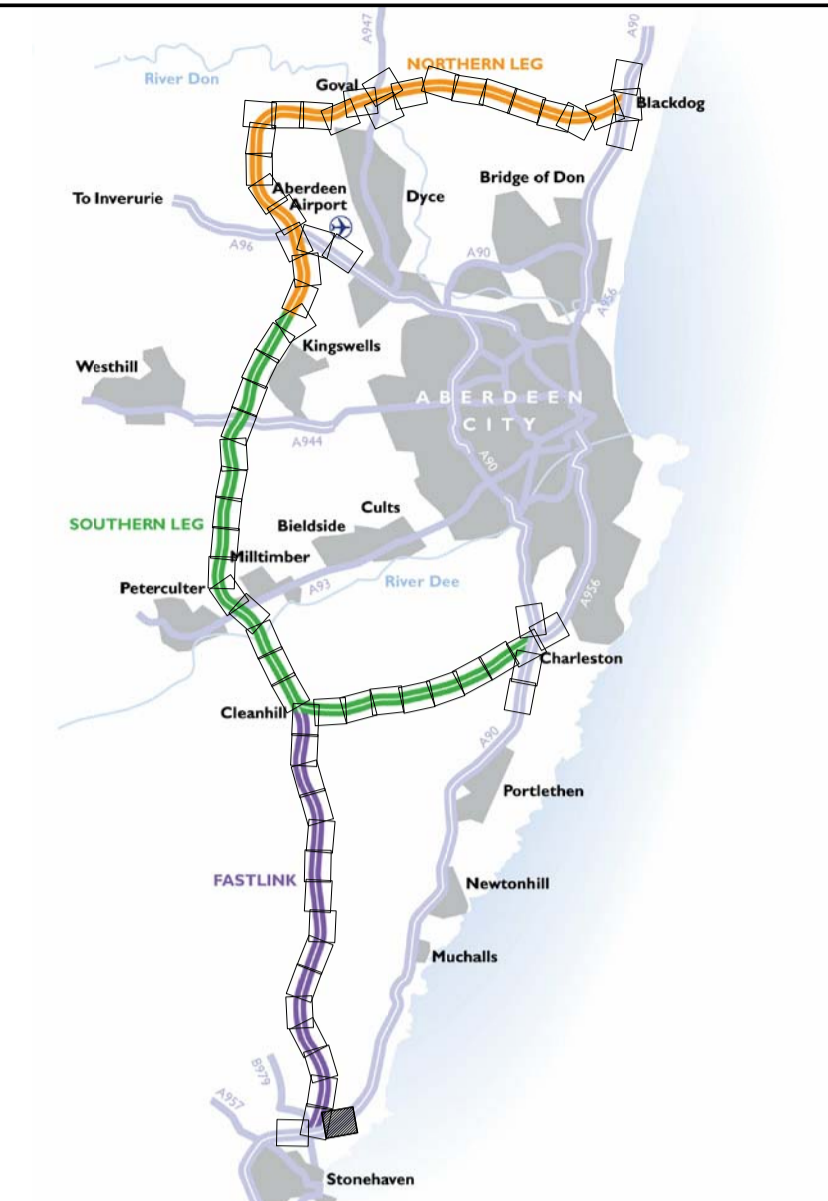 A947
A90
NORTHERN LEG
River Don
Goval
Blackdog
Aberdeen
Airport
Bridge of Don
To Inverurie
Dyce
A96
A90
A956
Kingswells
Westhill
ABERDEEN
CITY
A944
A90
Cults
SOUTHERN LEG
Bieldside
Milltimber
Peterculter
A93
River Dee
A956
Charleston
Cleanhill
A90
Portlethen
FASTLINK
Newtonhill
Muchalls
B979
A957
Stonehaven